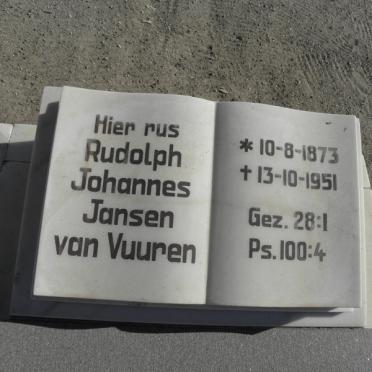 Hier rus
Rudolph
Johannes
Jansen
van Vuuren
* 10-8-1873
† 13-10-1951
Gez. 28:1
Ps. 100:4